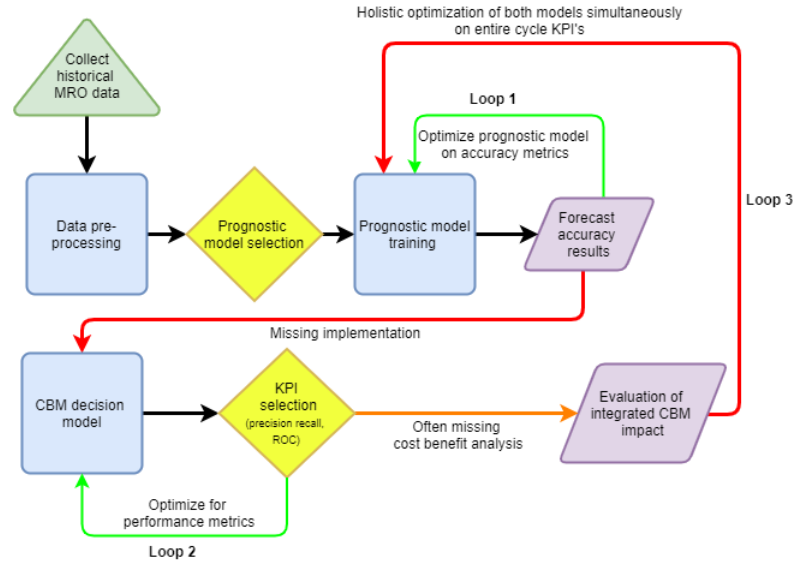 Holistic optimization of both models simultaneously
on entire cycle KPI's
Collect
historical
MRO data
Loop 1
Optimize prognostic model
on accuracy metrics
Loop 3
Data pre-
processing
Prognostic
model selection
Prognostic model
training
Forecast
accuracy
results
Missing implementation
CBM decision
model
KPI
selection
(precision recall,
ROC)
Often missing
cost benefit analysis
Evaluation of
integrated CBM
impact
Optimize for
performance metrics
Loop 2